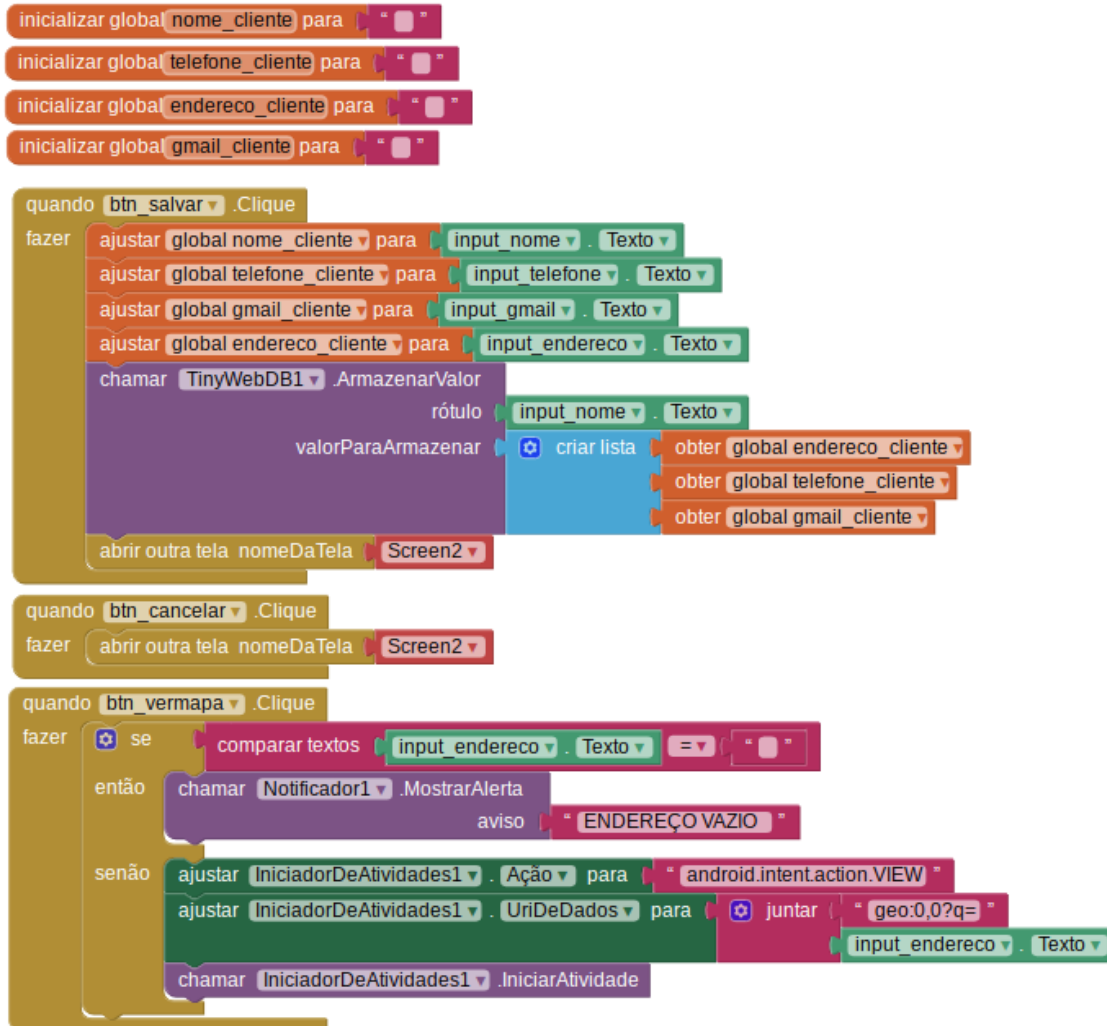 inicializar global nome_cliente para “ ”
inicializar global telefone_cliente para “ ”
inicializar global endereco_cliente para “ ”
inicializar global gmail_cliente para “ ”
quando btn_salvar .Clique
fazer ajustar global nome_cliente para input_nome . Texto
ajustar global telefone_cliente para input_telefone . Texto
ajustar global gmail_cliente para input_gmail . Texto
ajustar global endereco_cliente para input_endereco . Texto
chamar TinyWebDB1 .ArmazenarValor
rótulo input_nome . Texto
valorParaArmazenar criar lista obter global endereco_cliente
obter global telefone_cliente
obter global gmail_cliente
abrir outra tela nomeDaTela Screen2
quando btn_cancelar .Clique
fazer abrir outra tela nomeDaTela Screen2
quando btn_vermapa .Clique
fazer se comparar textos input_endereco . Texto = “ ”
então chamar Notificador1 .MostrarAlerta
aviso “ ENDEREÇO VAZIO ”
senão ajustar IniciadorDeAtividades1 . Ação para “ android.intent.action.VIEW ”
ajustar IniciadorDeAtividades1 . UriDeDados para juntar “ geo:0,0?q= ”
input_endereco . Texto
chamar IniciadorDeAtividades1 .IniciarAtividade